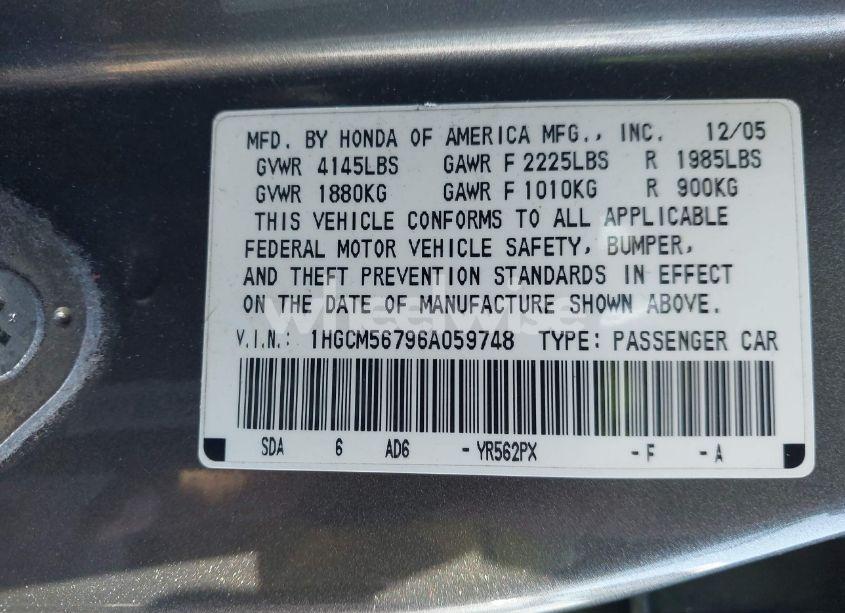 MFD. BY HONDA OF AMERICA MFG., INC. 12/05
GVWR 4145LBS GAWR F 2225LBS R 1985LBS
GVWR 1880KG GAWR F 1010KG R 900KG
THIS VEHICLE CONFORMS TO ALL APPLICABLE
FEDERAL MOTOR VEHICLE SAFETY, BUMPER,
AND THEFT PREVENTION STANDARDS IN EFFECT
ON THE DATE OF MANUFACTURE SHOWN ABOVE.
wheelwise
V.I.N.: 1HGCM56796A059748 TYPE: PASSENGER CAR
SDA 6 AD6 - YR562PX - F - A